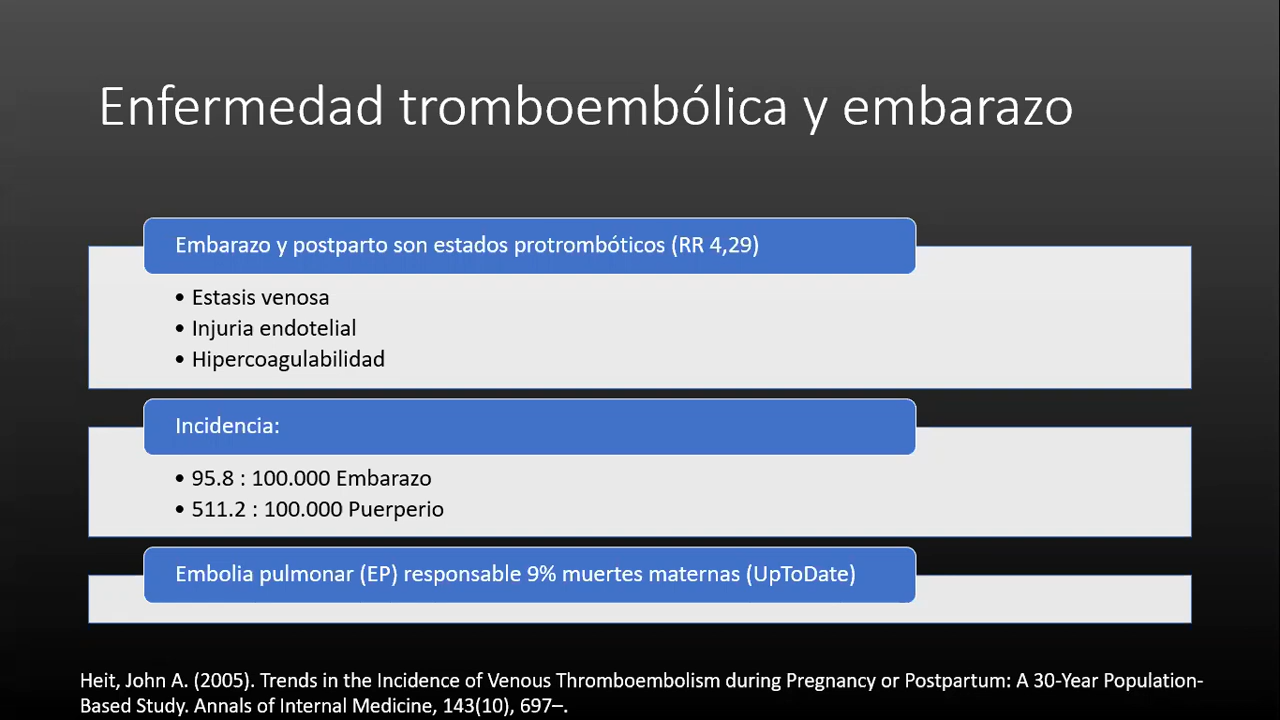 Enfermedad tromboembólica y embarazo
Embarazo y postparto son estados protrombóticos (RR 4,29)
• Estasis venosa
• Injuria endotelial
• Hipercoagulabilidad
Incidencia:
• 95.8 : 100.000 Embarazo
• 511.2 : 100.000 Puerperio
Embolia pulmonar (EP) responsable 9% muertes maternas (UpToDate)
Heit, John A. (2005). Trends in the Incidence of Venous Thromboembolism during Pregnancy or Postpartum: A 30-Year Population-
Based Study. Annals of Internal Medicine, 143(10), 697–.